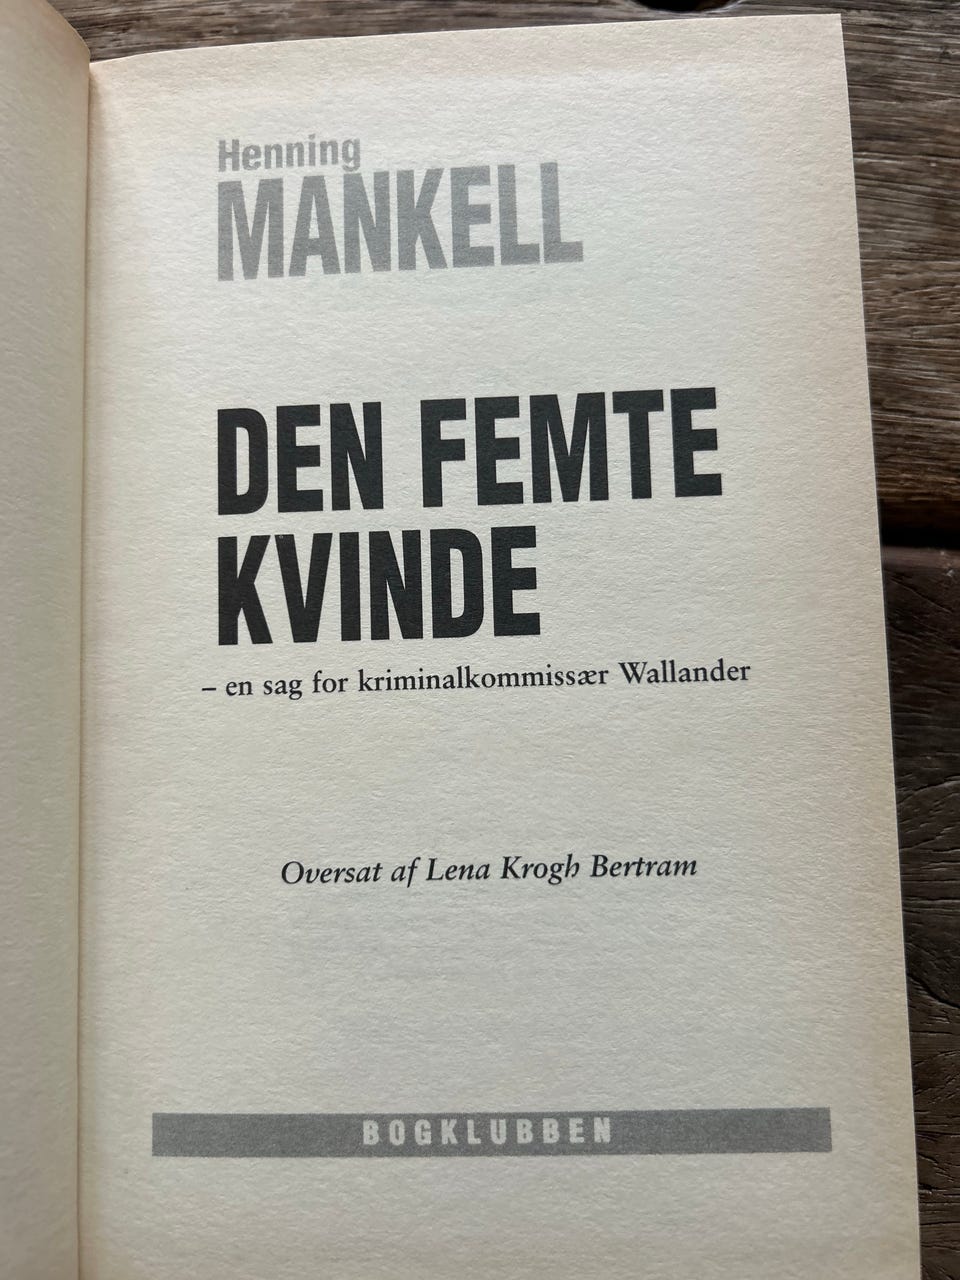 Henning
MANKELL
DEN FEMTE
KVINDE
– en sag for kriminalkommissær Wallander
Oversat af Lena Krogh Bertram
BOGKLUBBEN